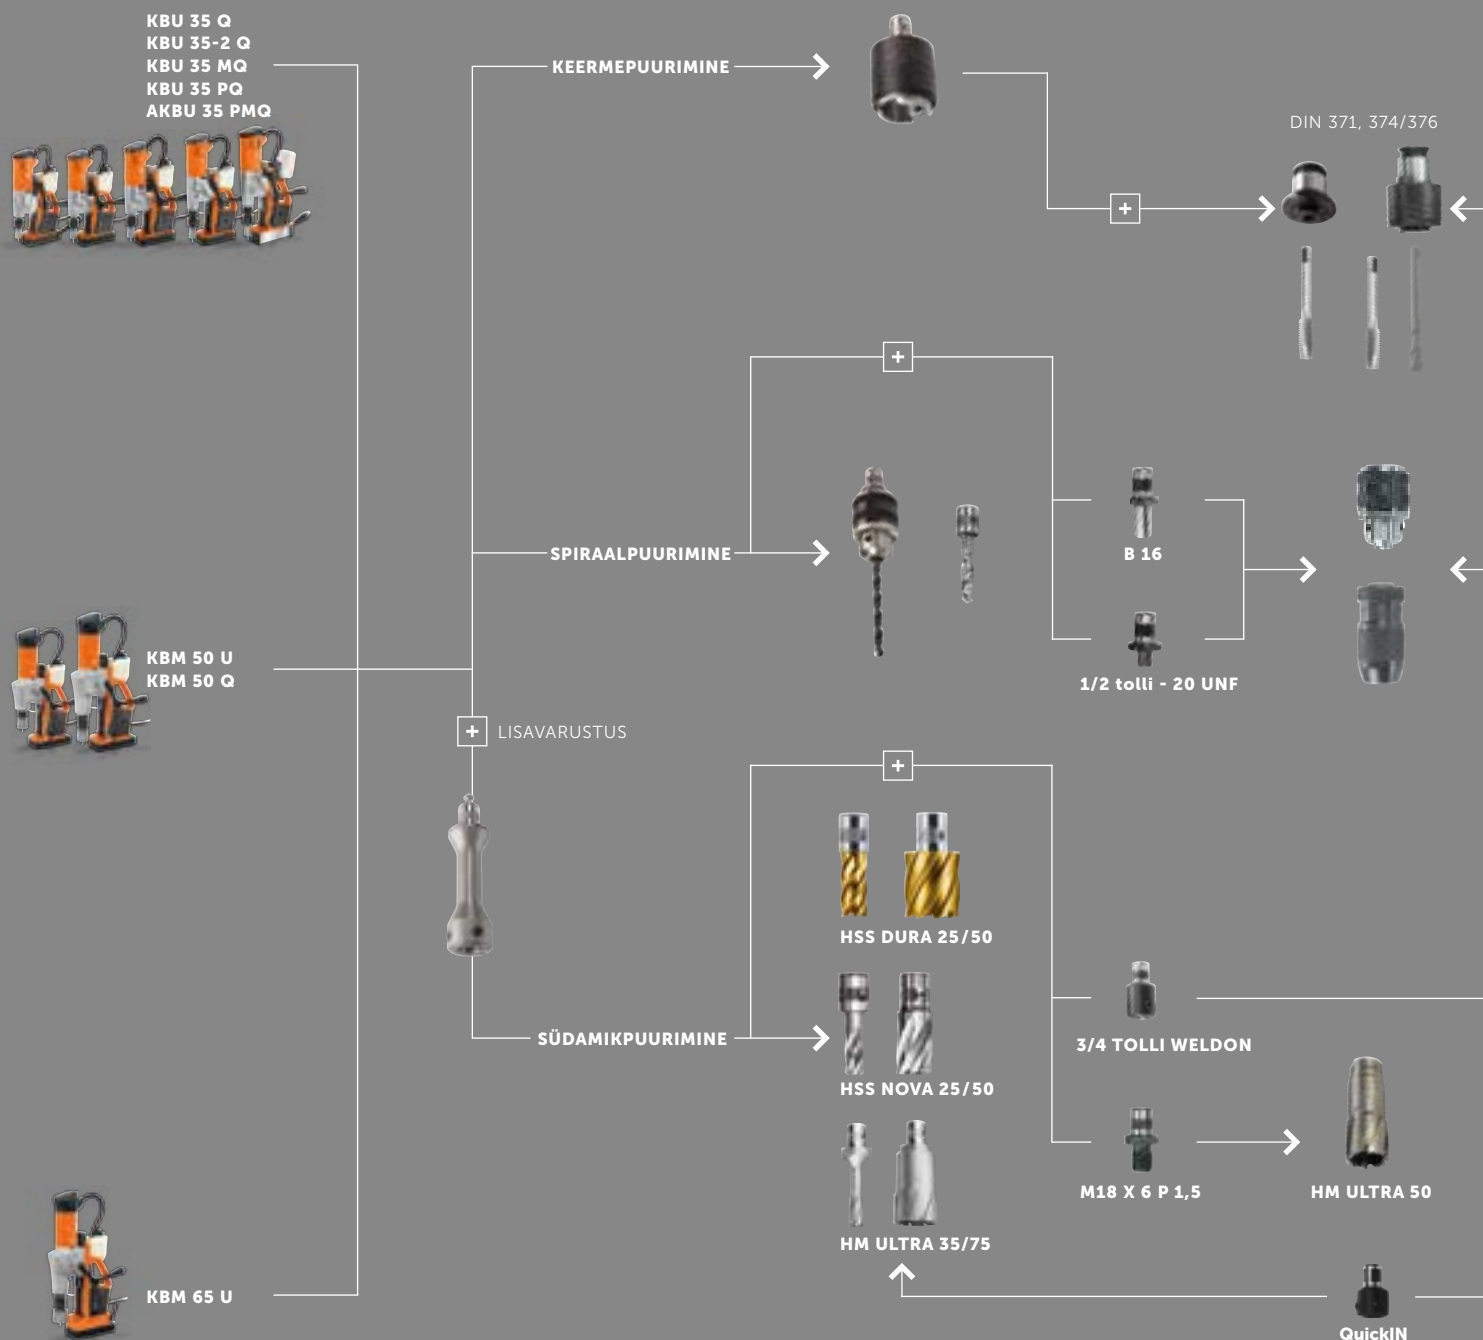 KBU 35 Q
KBU 35-2 Q
KBU 35 MQ
KBU 35 PQ
AKBU 35 PMQ
KEERMEPUURIMINE
DIN 371, 374/376
SPIRAALPUURIMINE
B 16
1/2 tolli - 20 UNF
KBM 50 U
KBM 50 Q
LISAVARUSTUS
HSS DURA 25/50
SÜDAMIKPUURIMINE
3/4 TOLLI WELDON
HSS NOVA 25/50
M18 X 6 P 1,5
HM ULTRA 50
HM ULTRA 35/75
KBM 65 U
QuickIN